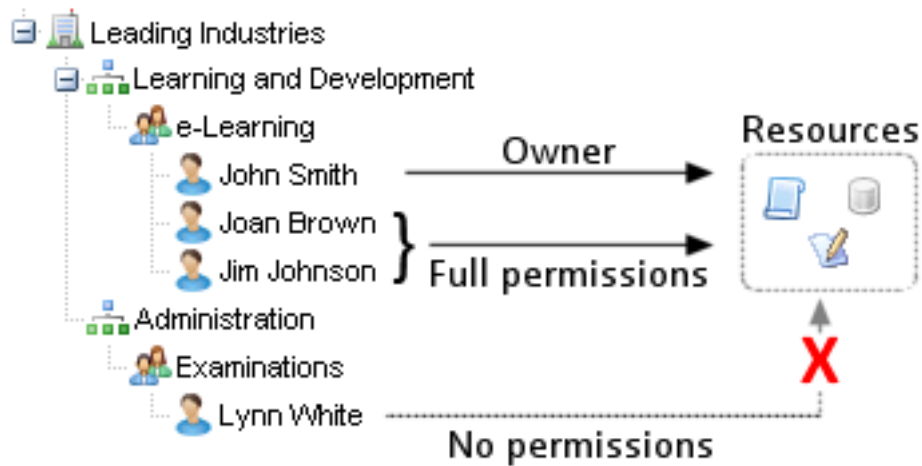 Leading Industries
Learning and Development
e-Learning
Resources
Owner
John Smith
Joan Brown
Jim Johnson
}
Full permissions
Administration
X
Examinations
Lynn White
No permissions